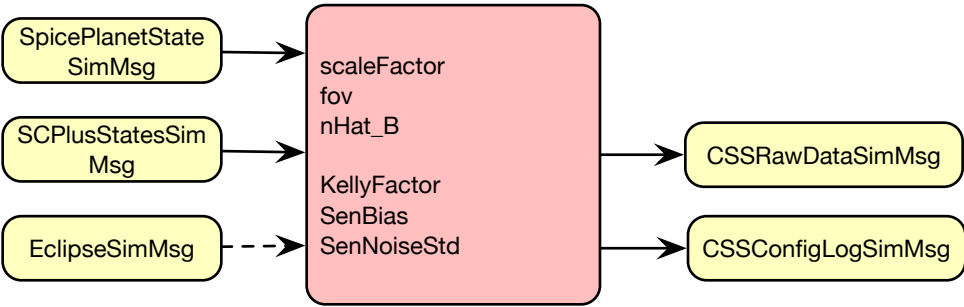 SpicePlanetState
SimMsg
SCPlusStatesSim
Msg
EclipseSimMsg
scaleFactor
fov
nHat_B
KellyFactor
SenBias
SenNoiseStd
CSSRawDataSimMsg
CSSConfigLogSimMsg